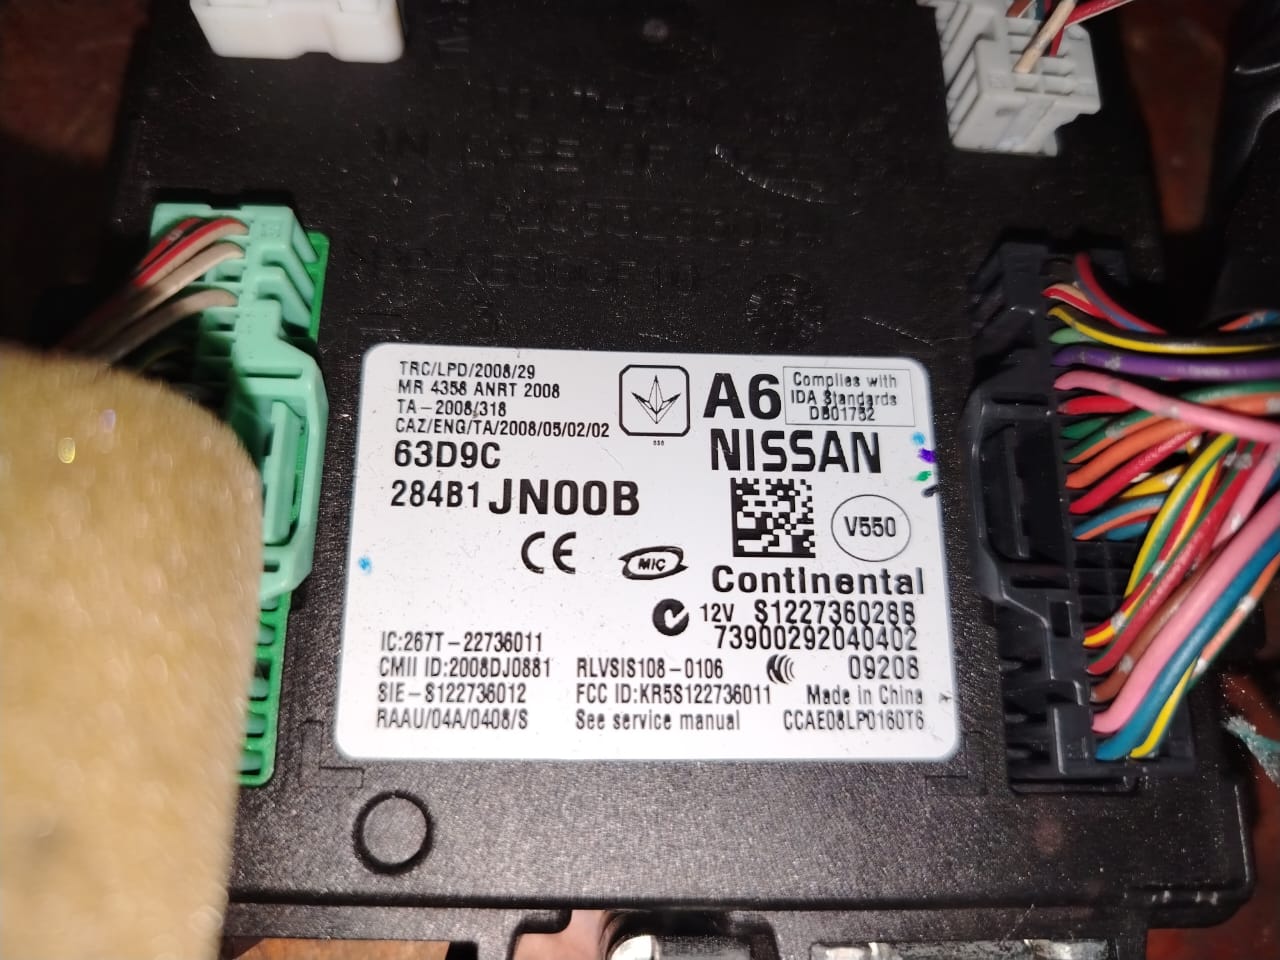 TRC/LPD/2008/29
MR 4358 ANRT 2008
TA-2008/318
CAZ/ENG/TA/2008/05/02/02
63D9C
284B1 JN00B
A6
Complies with
IDA Standards
DB01752
NISSAN
V550
CE
MIC
Continental
12V S122736028B
73900292040402
09208
IC:267T-22736011
CMII ID:2008DJ0881
RLVSIS108-0106
SIE-S122736012
FCC ID:KR5S122736011
Made in China
RAAU/04A/0408/S
See service manual
CCAE08LP0160T6